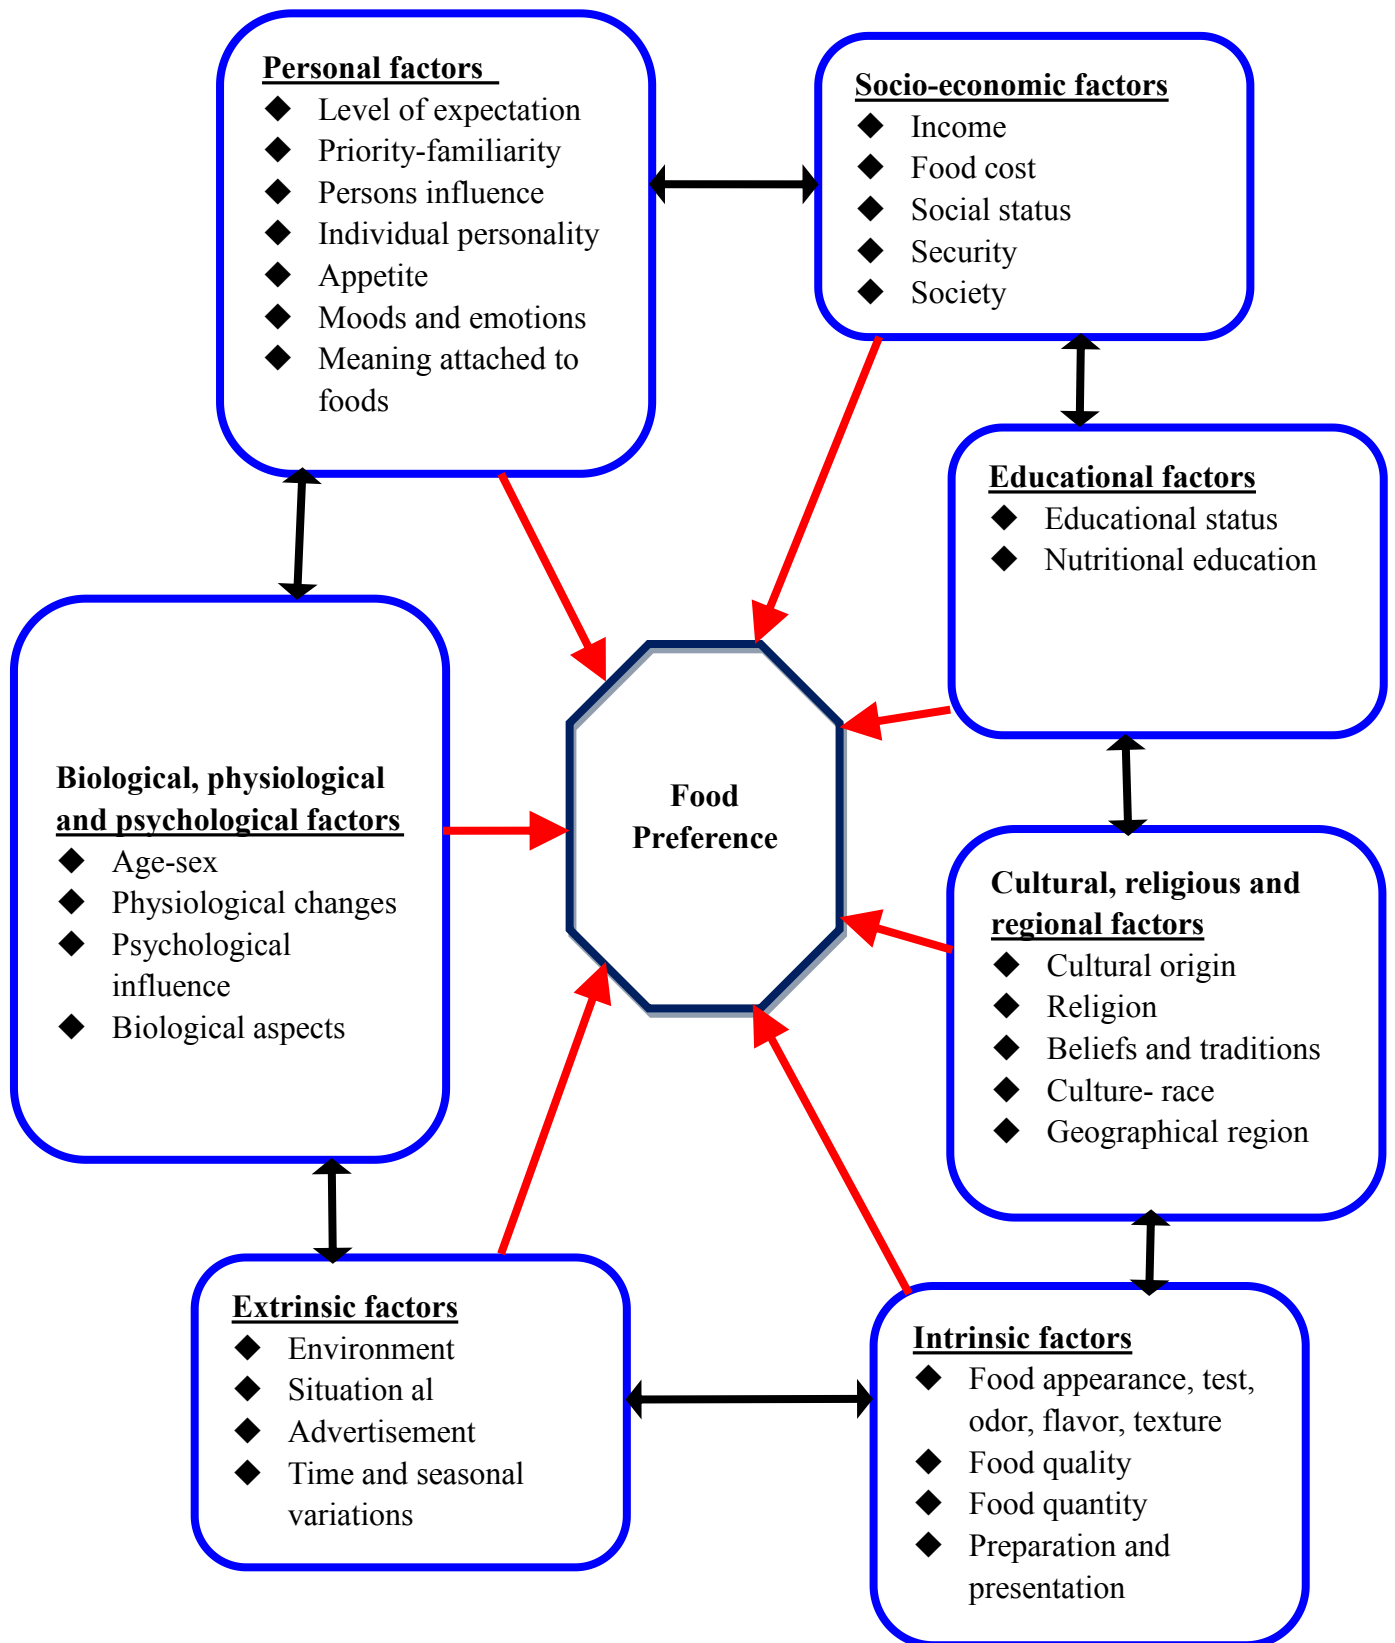 Personal factors
Level of expectation
Priority-familiarity
Persons influence
Individual personality
Appetite
Moods and emotions
Meaning attached to
foods
Socio-economic factors
Income
Food cost
Social status
Security
Society
Educational factors
Educational status
Nutritional education
Biological, physiological
and psychological factors
Age-sex
Physiological changes
Psychological
influence
Biological aspects
Food
Preference
Cultural, religious and
regional factors
Cultural origin
Religion
Beliefs and traditions
Culture- race
Geographical region
Extrinsic factors
Environment
Situation al
Advertisement
Time and seasonal
variations
Intrinsic factors
Food appearance, test,
odor, flavor, texture
Food quality
Food quantity
Preparation and
presentation